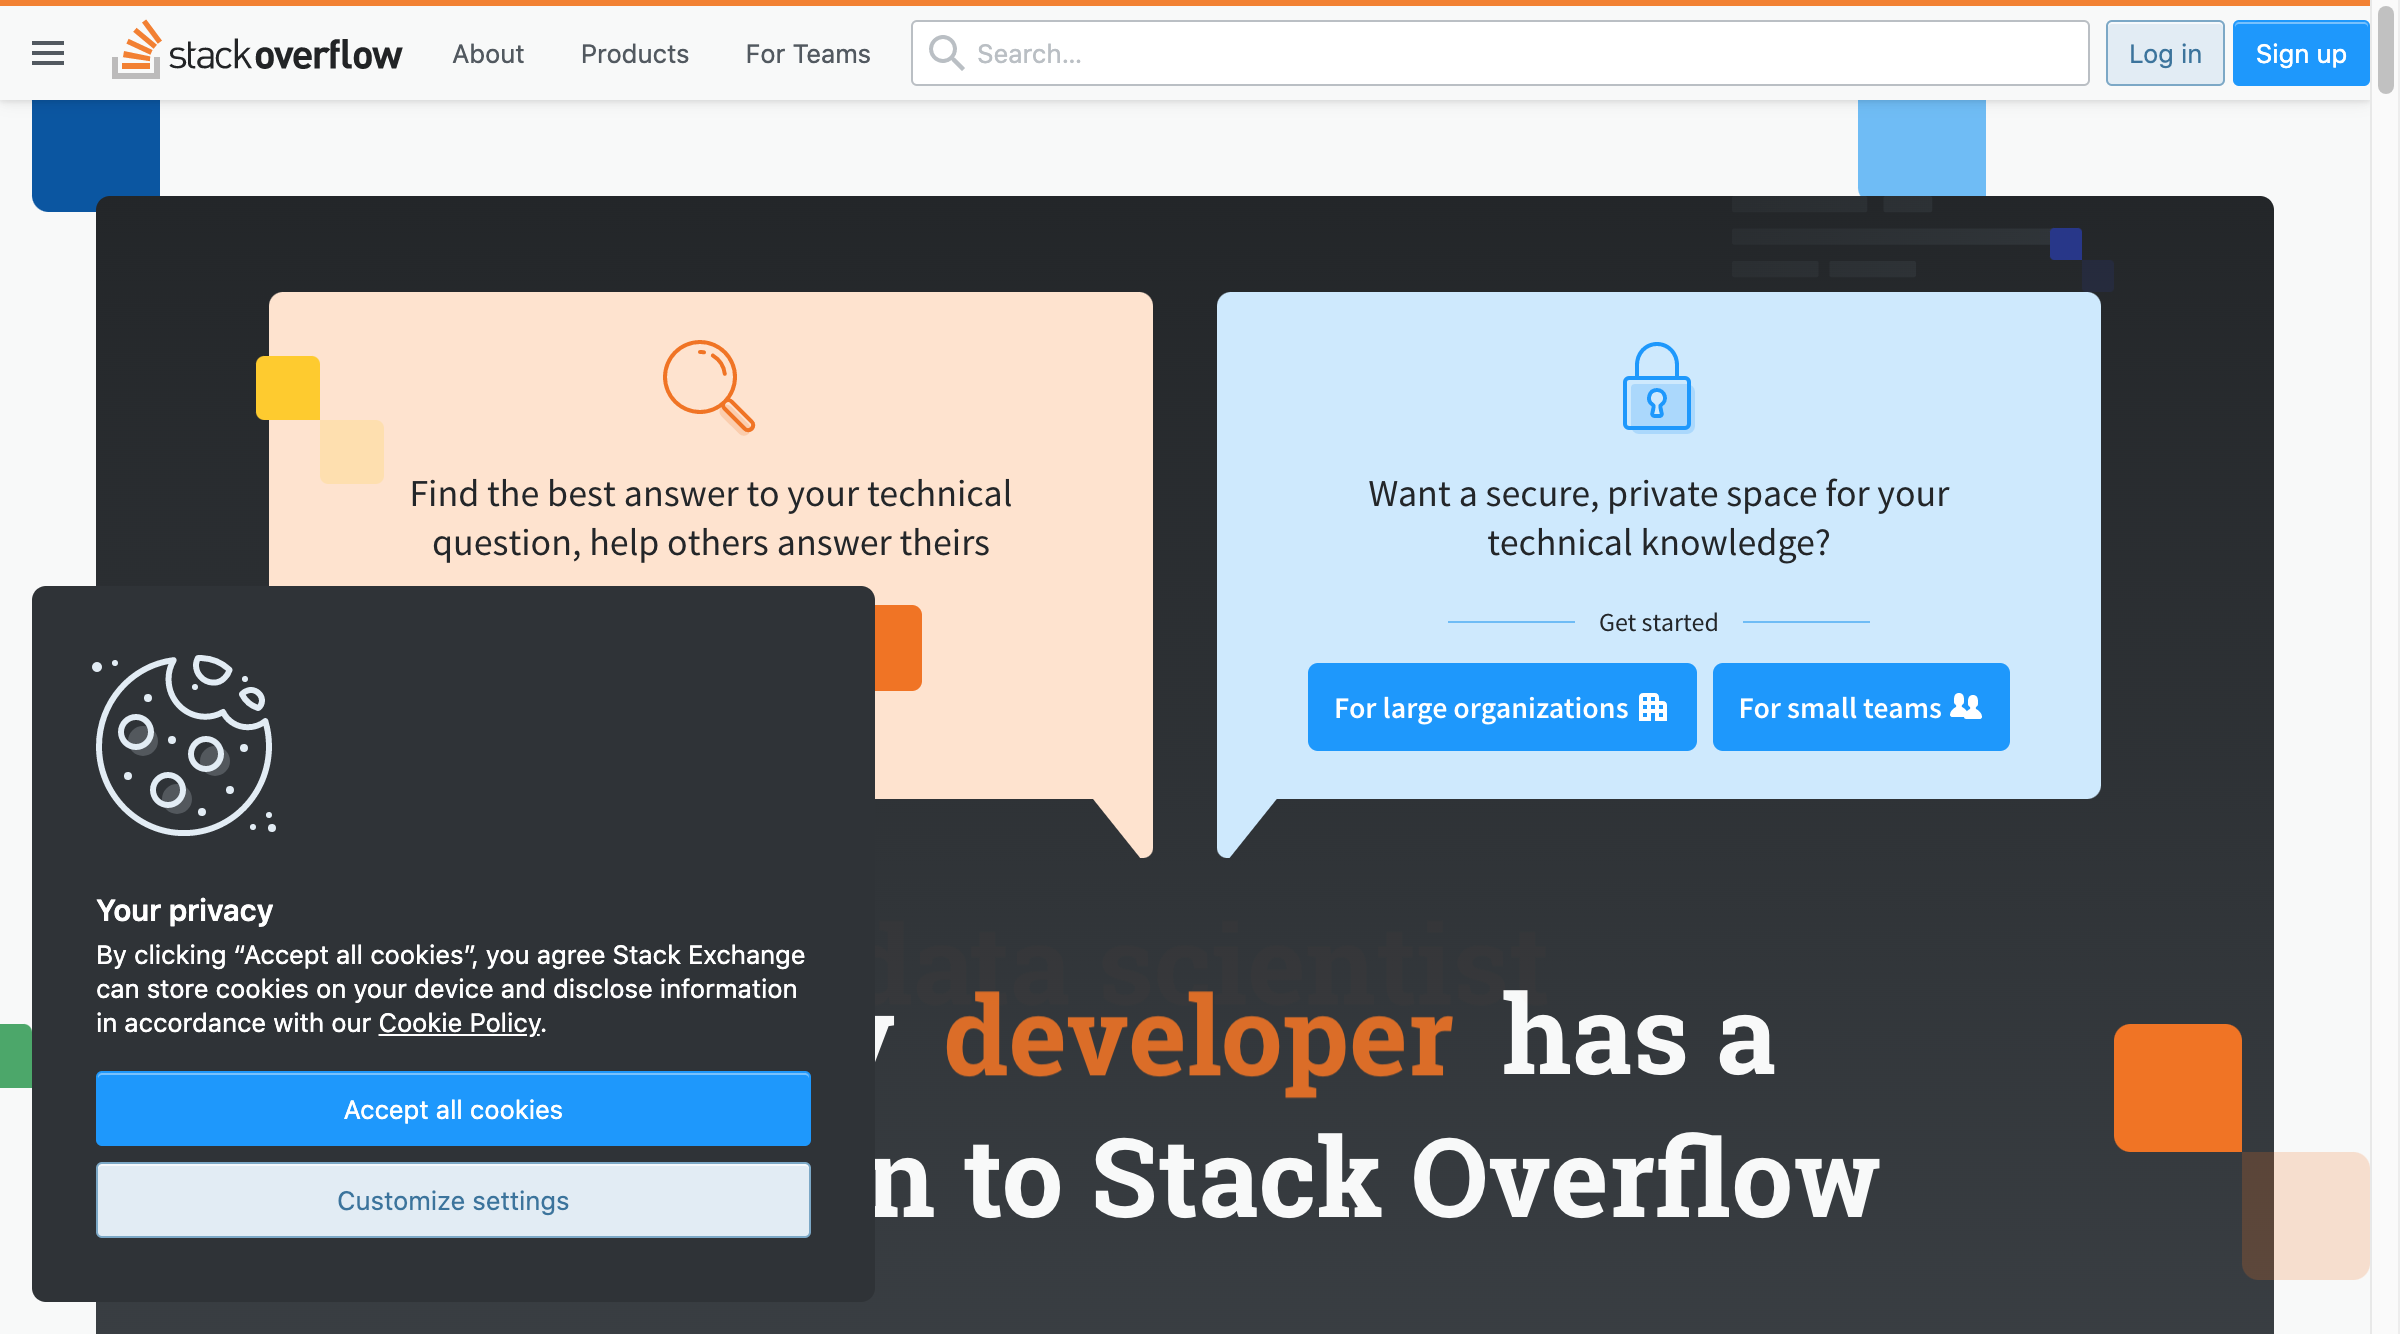 stackoverflow
About
Products
For Teams
Search...
Log in
Sign up
Find the best answer to your technical
question, help others answer theirs
Want a secure, private space for your
technical knowledge?
Get started
For large organizations
For small teams
data scientist
developer has a
to Stack Overflow
Your privacy
By clicking “Accept all cookies”, you agree Stack Exchange
can store cookies on your device and disclose information
in accordance with our Cookie Policy.
Accept all cookies
Customize settings